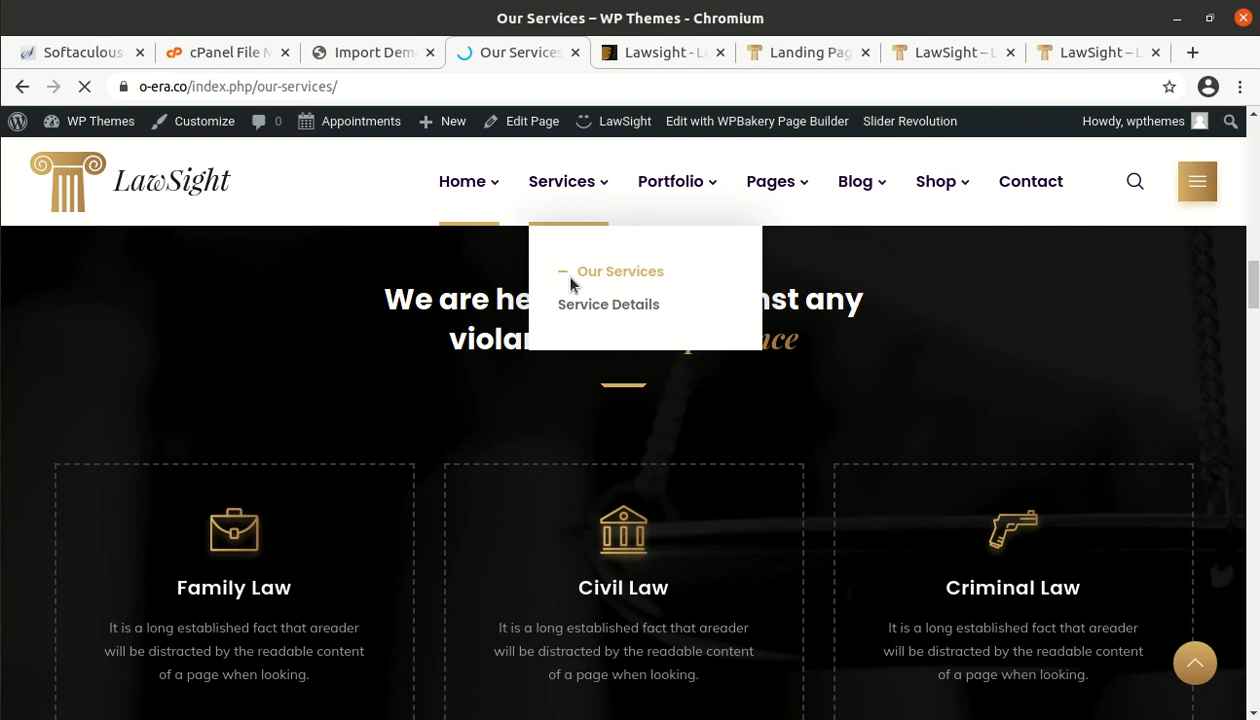 Our Services – WP Themes - Chromium
Softaculous
cPanel File M
Import Dem
Our Services
Lawsight - L
Landing Pag
LawSight – L
LawSight – L
o-era.co/index.php/our-services/
WP Themes
Customize
0
Appointments
New
Edit Page
LawSight
Edit with WPBakery Page Builder
Slider Revolution
Howdy, wpthemes
LawSight
Home
Services
Portfolio
Pages
Blog
Shop
Contact
Our Services
Service Details
We are he
nst any
violar
nce
Family Law
It is a long established fact that areader
will be distracted by the readable content
of a page when looking.
Civil Law
It is a long established fact that areader
will be distracted by the readable content
of a page when looking.
Criminal Law
It is a long established fact that areader
will be distracted by the readable content
of a page when looking.